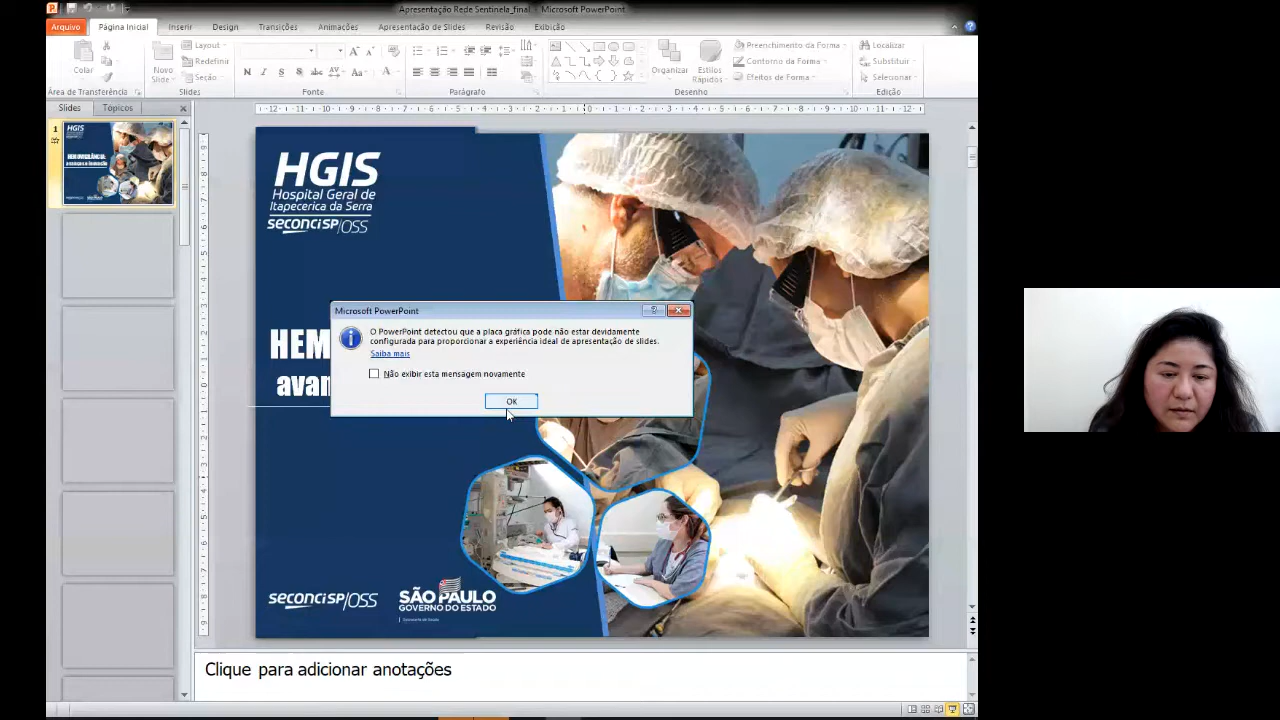 Apresentação Rede Sentinela_final - Microsoft PowerPoint
Arquivo
Página Inicial
Inserir
Design
Transições
Animações
Apresentação de Slides
Revisão
Exibição
Colar
Novo
Slide
Layout
Redefinir
Seção
Organizar
Estilos
Rápidos
Preenchimento da Forma
Contorno da Forma
Efeitos de Forma
Localizar
Substituir
Selecionar
Área de Transferência
Slides
Fonte
Parágrafo
Desenho
Edição
Slides
Tópicos
1
HGIS
HGIS
Hospital Geral de
Itapecerica da Serra
seconciSP/OSS
HEM
avan
Microsoft PowerPoint
O PowerPoint detectou que a placa gráfica pode não estar devidamente
configurada para proporcionar a experiência ideal de apresentação de slides.
Saiba mais
Não exibir esta mensagem novamente
OK
seconciSP/OSS
SÃO PAULO
GOVERNO DO ESTADO
Clique para adicionar anotações